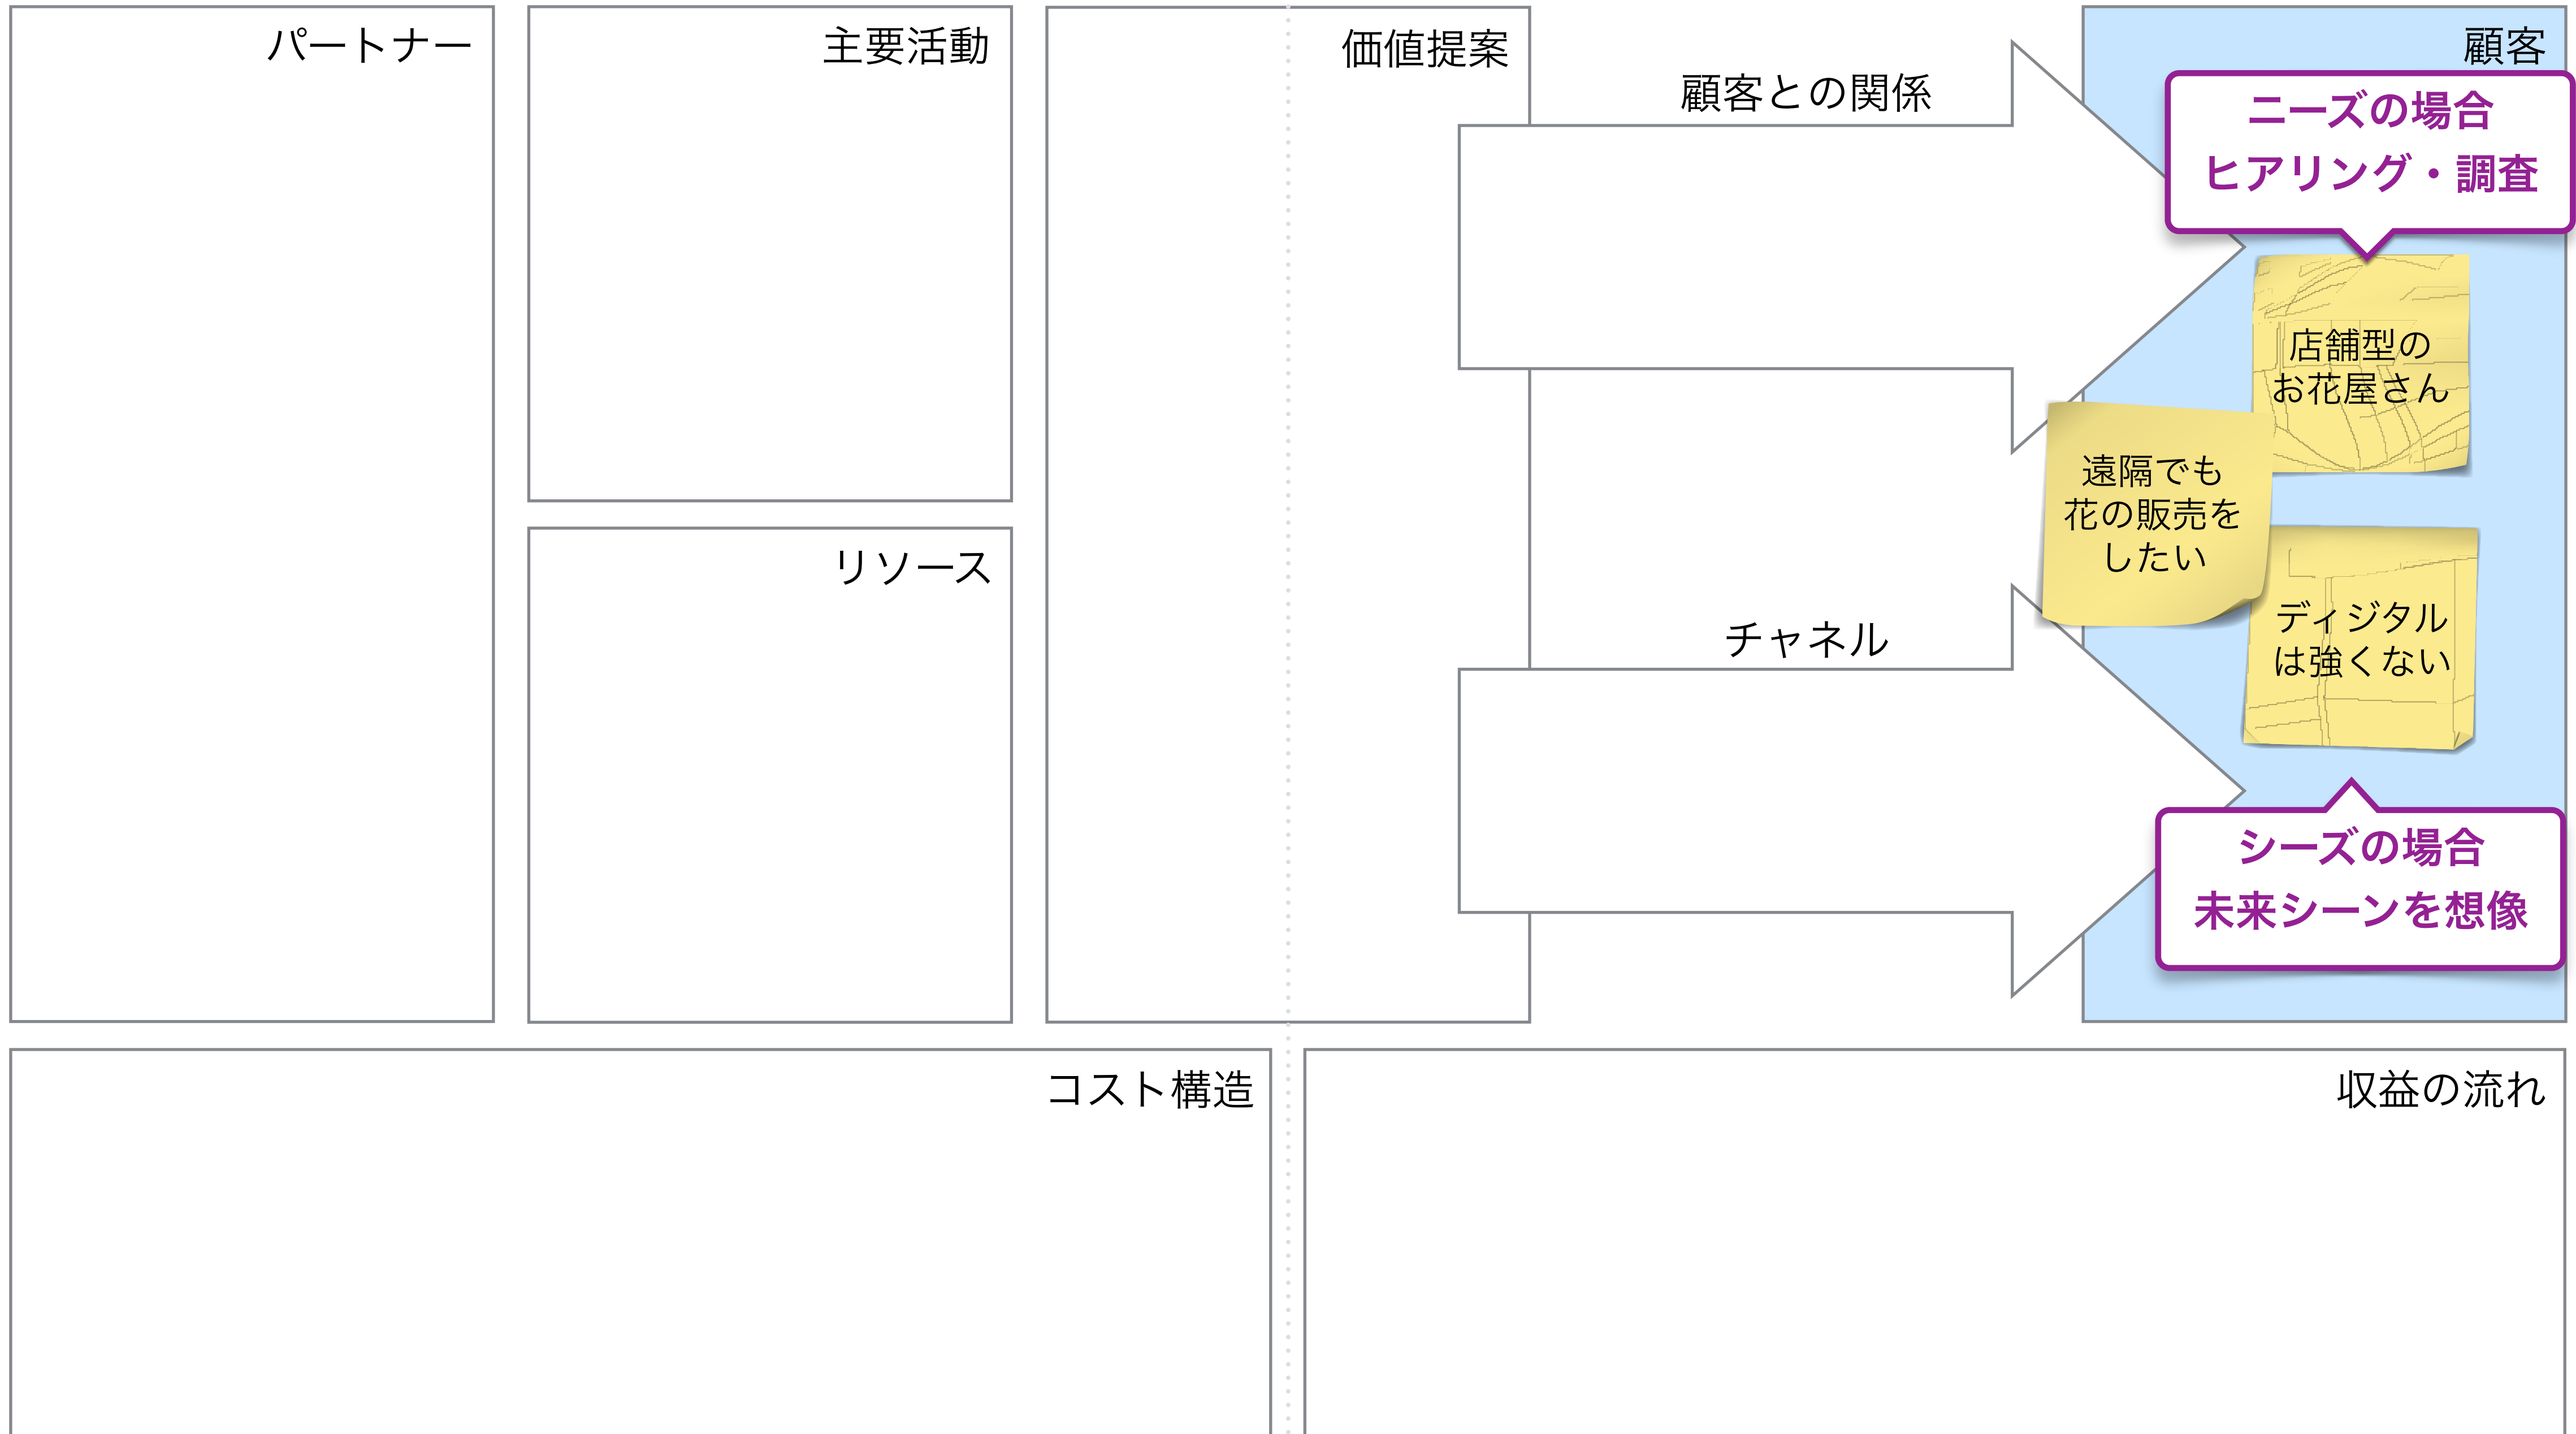 パートナー
主要活動
リソース
価値提案
顧客との関係
チャネル
顧客
ニーズの場合
ヒアリング・調査
店舗型の
お花屋さん
遠隔でも
花の販売を
したい
ディジタル
は強くない
シーズの場合
未来シーンを想像
コスト構造
収益の流れ